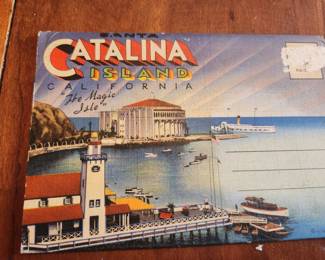 SANTA
CATALINA
ISLAND
CALIFORNIA
"The Magic
Isle"